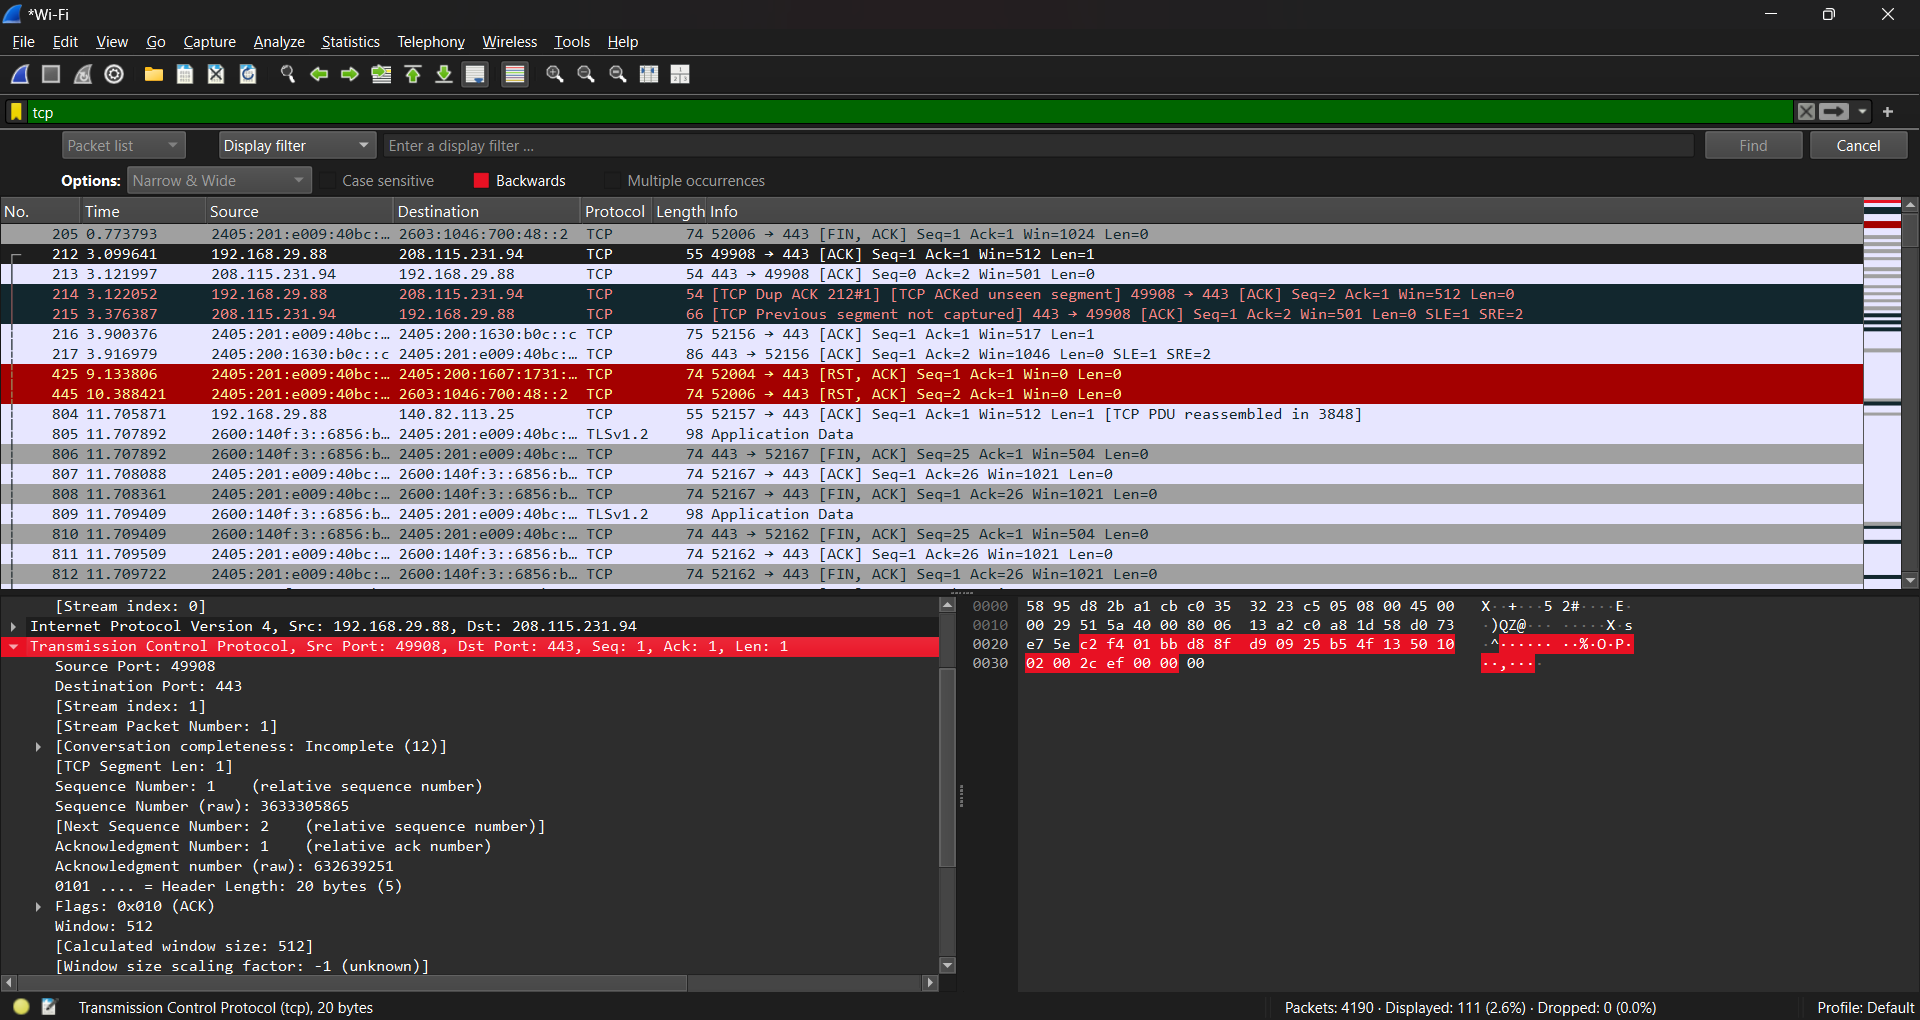 *Wi-Fi
File Edit View Go Capture Analyze Statistics Telephony Wireless Tools Help
tcp
Packet list Display filter Enter a display filter ... Find Cancel
Options: Narrow & Wide Case sensitive Backwards Multiple occurrences
No. Time Source Destination Protocol Length Info
205 0.773793 2405:201:e009:40bc:… 2603:1046:700:48::2 TCP 74 52006 → 443 [FIN, ACK] Seq=1 Ack=1 Win=1024 Len=0
212 3.099641 192.168.29.88 208.115.231.94 TCP 55 49908 → 443 [ACK] Seq=1 Ack=1 Win=512 Len=1
213 3.121997 208.115.231.94 192.168.29.88 TCP 54 443 → 49908 [ACK] Seq=0 Ack=2 Win=501 Len=0
214 3.122052 192.168.29.88 208.115.231.94 TCP 54 [TCP Dup ACK 212#1] [TCP ACKed unseen segment] 49908 → 443 [ACK] Seq=2 Ack=1 Win=512 Len=0
215 3.376387 208.115.231.94 192.168.29.88 TCP 66 [TCP Previous segment not captured] 443 → 49908 [ACK] Seq=1 Ack=2 Win=501 Len=0 SLE=1 SRE=2
216 3.900376 2405:201:e009:40bc:… 2405:200:1630:b0c::c TCP 75 52156 → 443 [ACK] Seq=1 Ack=1 Win=517 Len=1
217 3.916979 2405:200:1630:b0c::c 2405:201:e009:40bc:… TCP 86 443 → 52156 [ACK] Seq=1 Ack=2 Win=1046 Len=0 SLE=1 SRE=2
425 9.133806 2405:201:e009:40bc:… 2405:200:1607:1731:… TCP 74 52004 → 443 [RST, ACK] Seq=1 Ack=1 Win=0 Len=0
445 10.388421 2405:201:e009:40bc:… 2603:1046:700:48::2 TCP 74 52006 → 443 [RST, ACK] Seq=2 Ack=1 Win=0 Len=0
804 11.705871 192.168.29.88 140.82.113.25 TCP 55 52157 → 443 [ACK] Seq=1 Ack=1 Win=512 Len=1 [TCP PDU reassembled in 3848]
805 11.707892 2600:140f:3::6856:b… 2405:201:e009:40bc:… TLSv1.2 98 Application Data
806 11.707892 2600:140f:3::6856:b… 2405:201:e009:40bc:… TCP 74 443 → 52167 [FIN, ACK] Seq=25 Ack=1 Win=504 Len=0
807 11.708088 2405:201:e009:40bc:… 2600:140f:3::6856:b… TCP 74 52167 → 443 [ACK] Seq=1 Ack=26 Win=1021 Len=0
808 11.708361 2405:201:e009:40bc:… 2600:140f:3::6856:b… TCP 74 52167 → 443 [FIN, ACK] Seq=1 Ack=26 Win=1021 Len=0
809 11.709409 2600:140f:3::6856:b… 2405:201:e009:40bc:… TLSv1.2 98 Application Data
810 11.709409 2600:140f:3::6856:b… 2405:201:e009:40bc:… TCP 74 443 → 52162 [FIN, ACK] Seq=25 Ack=1 Win=504 Len=0
811 11.709509 2405:201:e009:40bc:… 2600:140f:3::6856:b… TCP 74 52162 → 443 [ACK] Seq=1 Ack=26 Win=1021 Len=0
812 11.709722 2405:201:e009:40bc:… 2600:140f:3::6856:b… TCP 74 52162 → 443 [FIN, ACK] Seq=1 Ack=26 Win=1021 Len=0
[Stream index: 0]
Internet Protocol Version 4, Src: 192.168.29.88, Dst: 208.115.231.94
Transmission Control Protocol, Src Port: 49908, Dst Port: 443, Seq: 1, Ack: 1, Len: 1
Source Port: 49908
Destination Port: 443
[Stream index: 1]
[Stream Packet Number: 1]
[Conversation completeness: Incomplete (12)]
[TCP Segment Len: 1]
Sequence Number: 1 (relative sequence number)
Sequence Number (raw): 3633305865
[Next Sequence Number: 2 (relative sequence number)]
Acknowledgment Number: 1 (relative ack number)
Acknowledgment number (raw): 632639251
0101 .... = Header Length: 20 bytes (5)
Flags: 0x010 (ACK)
Window: 512
[Calculated window size: 512]
[Window size scaling factor: -1 (unknown)]
0000 58 95 d8 2b a1 cb c0 35 32 23 c5 05 08 00 45 00 X··+···5 2#····E·
0010 00 29 51 5a 40 00 80 06 13 a2 c0 a8 1d 58 d0 73 ·)QZ@··· ·····X·s
0020 e7 5e c2 f4 01 bb d8 8f d9 09 25 b5 4f 13 50 10 ·^······ ··%·O·P·
0030 02 00 2c ef 00 00 00 ··,····
Transmission Control Protocol (tcp), 20 bytes
Packets: 4190 · Displayed: 111 (2.6%) · Dropped: 0 (0.0%)
Profile: Default